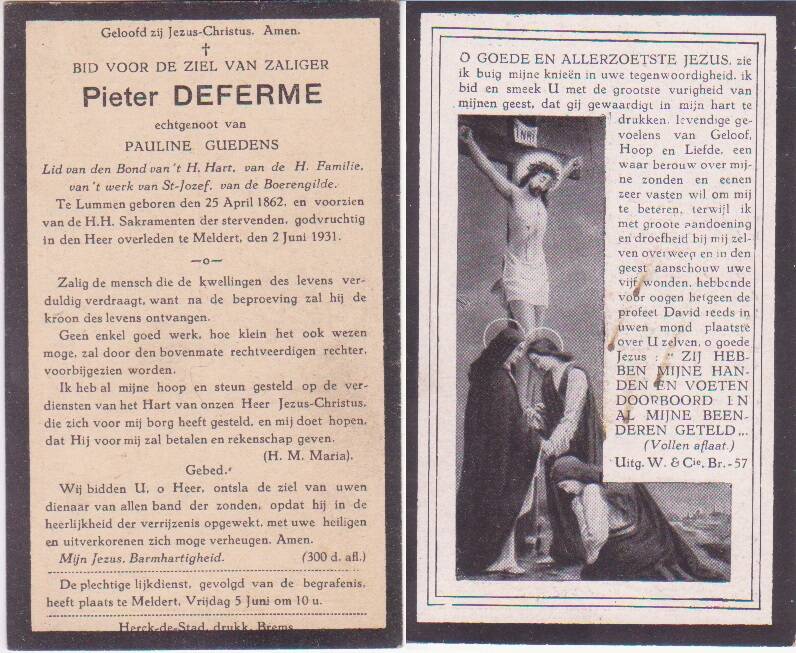 Geloofd zij Jezus-Christus. Amen.
†
BID VOOR DE ZIEL VAN ZALIGER
Pieter DEFERME
echtgenoot van
PAULINE GUEDENS
Lid van den Bond van't H. Hart, van de H. Familie,
van't werk van St-Jozef, van de Boerengilde.
Te Lummen geboren den 25 April 1862, en voorzien
van de H.H. Sakramenten der stervenden, godvruchtig
in den Heer overleden te Meldert, den 2 Juni 1931.
—o—
Zalig de mensch die de kwellingen des levens ver-
duldig verdraagt, want na de beproeving zal hij de
kroon des levens ontvangen.
Geen enkel goed werk, hoe klein het ook wezen
moge, zal door den bovenmate rechtveerdigen rechter,
voorbijgezien worden.
Ik heb al mijne hoop en steun gesteld op de ver-
diensten van het Hart van onzen Heer Jezus-Christus,
die zich voor mij borg heeft gesteld, en mij doet hopen,
dat Hij voor mij zal betalen en rekenschap geven.
(H. M. Maria).
Gebed.
Wij bidden U, o Heer, ontsla de ziel van uwen
dienaar van allen band der zonden, opdat hij in de
heerlijkheid der verrijzenis opgewekt, met uwe heiligen
en uitverkorenen zich moge verheugen. Amen.
Mijn Jezus, Barmhartigheid. (300 d. afl.)
De plechtige lijkdienst, gevolgd van de begrafenis,
heeft plaats te Meldert, Vrijdag 5 Juni om 10 u.
Herck-de-Stad, drukk. Brems
O GOEDE EN ALLERZOETSTE JEZUS, zie
ik buig mijne knieën in uwe tegenwoordigheid, ik
bid en smeek U met de grootste vurigheid van
mijnen geest, dat gij gewaardigt in mijn hart te
drukken, levendige ge-
voelens van Geloof,
Hoop en Liefde, een
waar berouw over mij-
ne zonden en eenen
zeer vasten wil om mij
te beteren, terwijl ik
met groote aandoening
en droefheid bij mij zel-
ven overweeg en in den
geest aanschouw uwe
vijf wonden, hebbende
voor oogen hetgeen de
profeet David reeds in
uwen mond plaatste
over U zelven, o goede
Jezus : " ZIJ HEB-
BEN MIJNE HAN-
DEN EN VOETEN
DOORBOORD EN
AL MIJNE BEEN-
DEREN GETELD „.
(Vollen aflaat.)
Uitg. W. & Cie, Br.-57
INRI